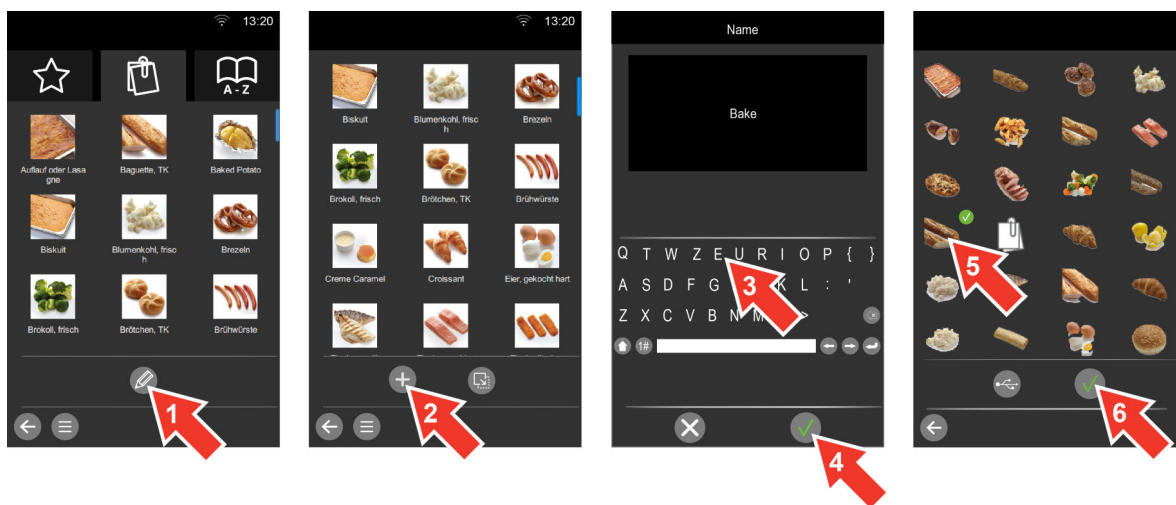 13:20
A - Z
Auflauf oder Lasa
gne
Baguette, TK
Baked Potato
Biskuit
Blumenkohl, frisc
h
Brezeln
Brokoli, frisch
Brötchen, TK
Brühwürste
1
13:20
Biskuit
Blumenkohl, frisc
h
Brezeln
Brokoli, frisch
Brötchen, TK
Brühwürste
Creme Caramel
Croissant
Eier, gekocht hart
2
Name
Bake
Q T W Z E U R I O P { }
A S D F G K L : '
Z X C V B N M >
1#
3
4
5
6